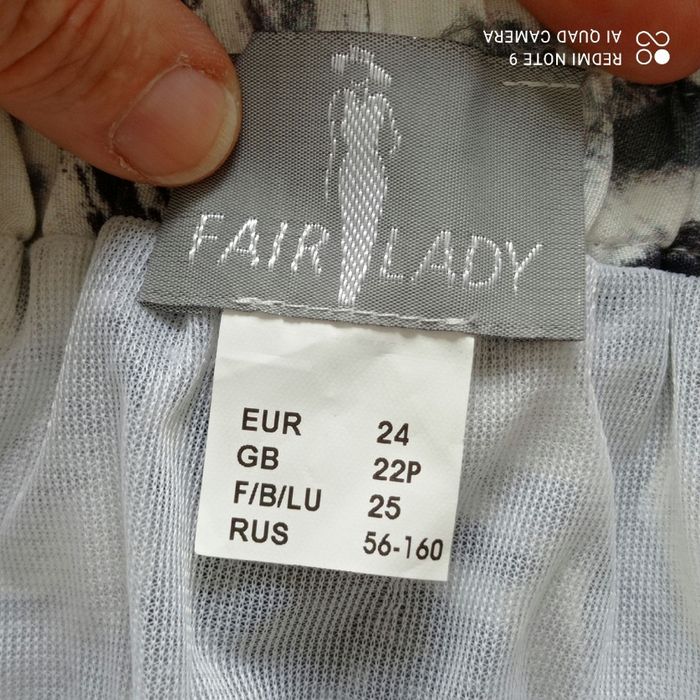 REDMI NOTE 9
AI QUAD CAMERA
FAIR LADY
EUR 24
GB 22P
F/B/LU 25
RUS 56-160